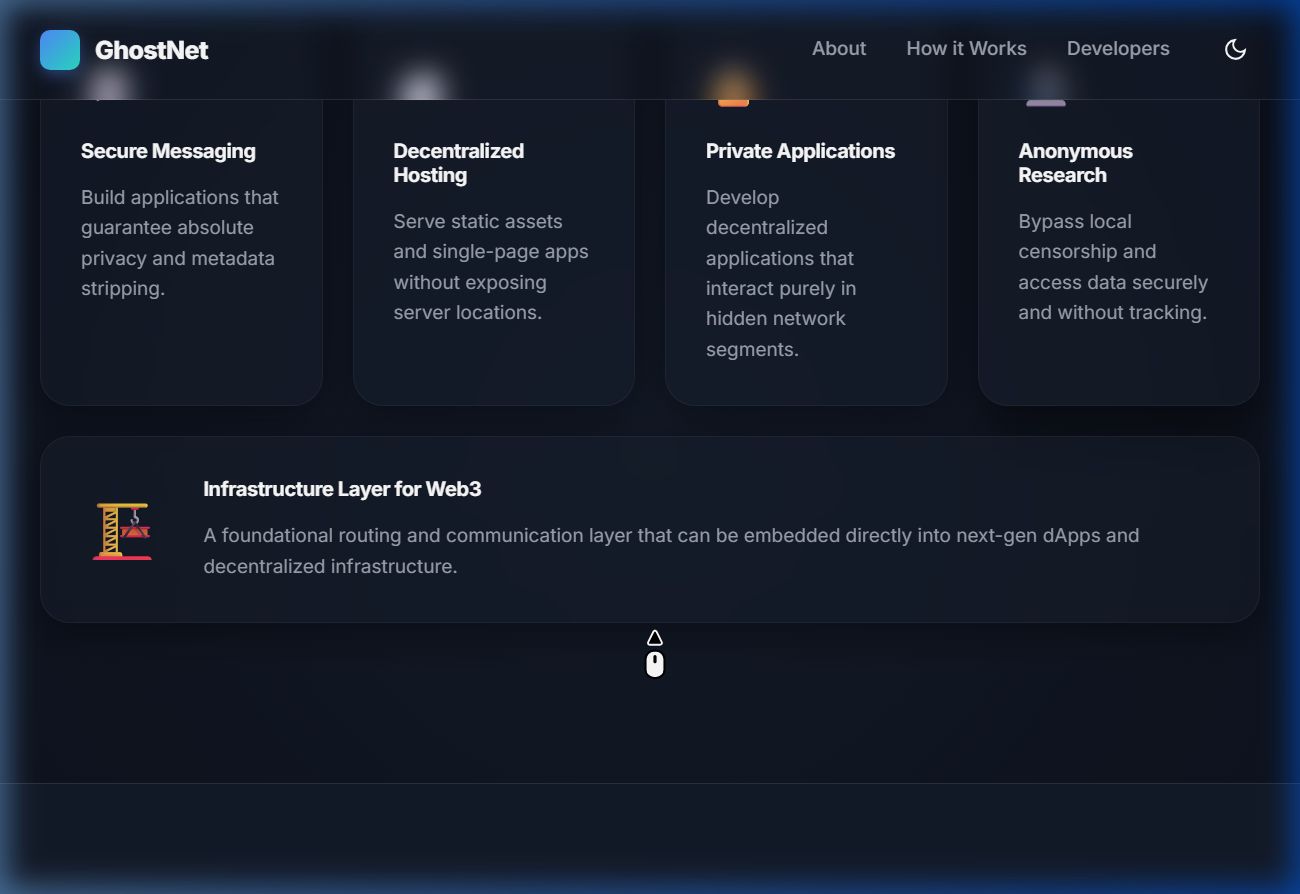 GhostNet
About
How it Works
Developers
Secure Messaging
Build applications that
guarantee absolute
privacy and metadata
stripping.
Decentralized
Hosting
Serve static assets
and single-page apps
without exposing
server locations.
Private Applications
Develop
decentralized
applications that
interact purely in
hidden network
segments.
Anonymous
Research
Bypass local
censorship and
access data securely
and without tracking.
Infrastructure Layer for Web3
A foundational routing and communication layer that can be embedded directly into next-gen dApps and
decentralized infrastructure.